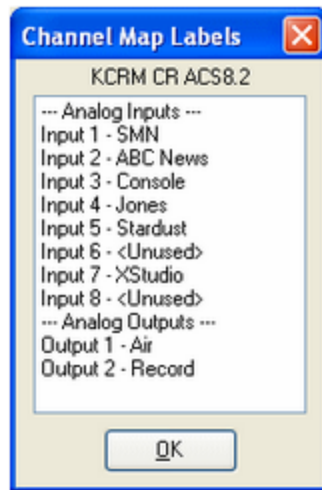 Channel Map Labels
KCRM CR ACS8.2
--- Analog Inputs ---
Input 1 - SMN
Input 2 - ABC News
Input 3 - Console
Input 4 - Jones
Input 5 - Stardust
Input 6 - <Unused>
Input 7 - XStudio
Input 8 - <Unused>
--- Analog Outputs ---
Output 1 - Air
Output 2 - Record
OK